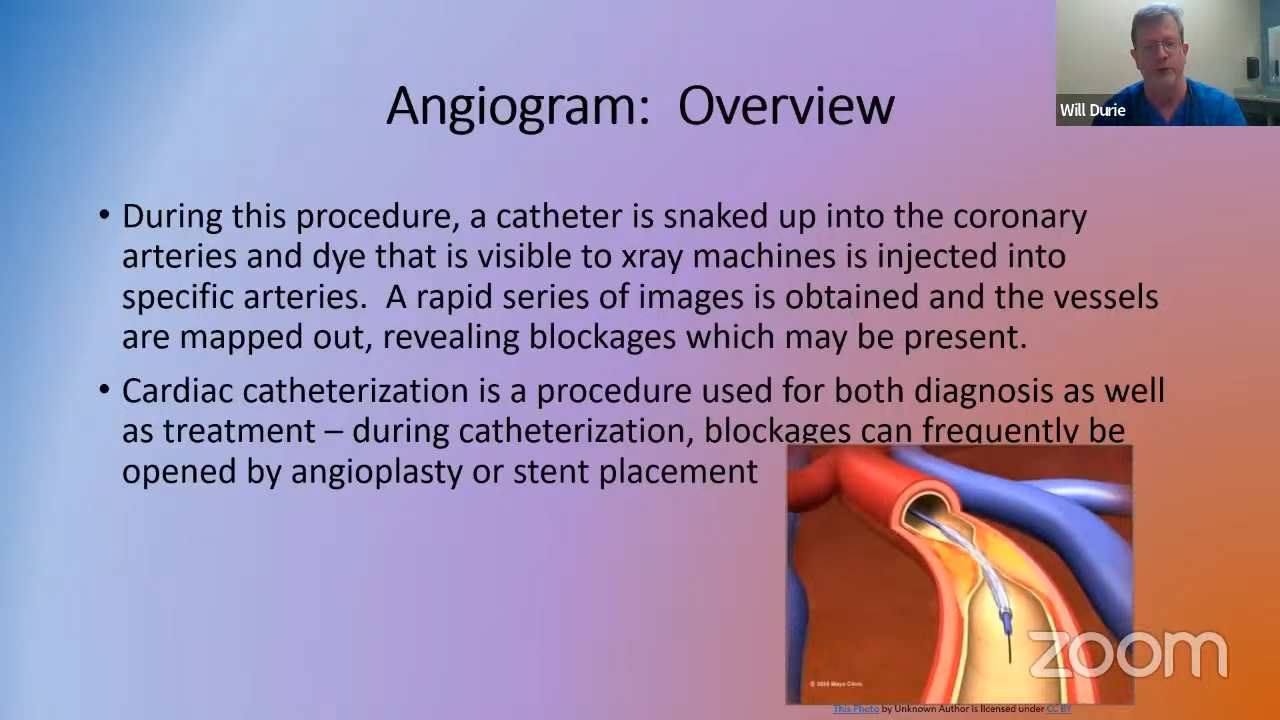 Angiogram: Overview
Will Durie
• During this procedure, a catheter is snaked up into the coronary
arteries and dye that is visible to xray machines is injected into
specific arteries. A rapid series of images is obtained and the vessels
are mapped out, revealing blockages which may be present.
• Cardiac catheterization is a procedure used for both diagnosis as well
as treatment – during catheterization, blockages can frequently be
opened by angioplasty or stent placement
zoom
Mayo Clinic
This Photo by Unknown Author is licensed under CC BY